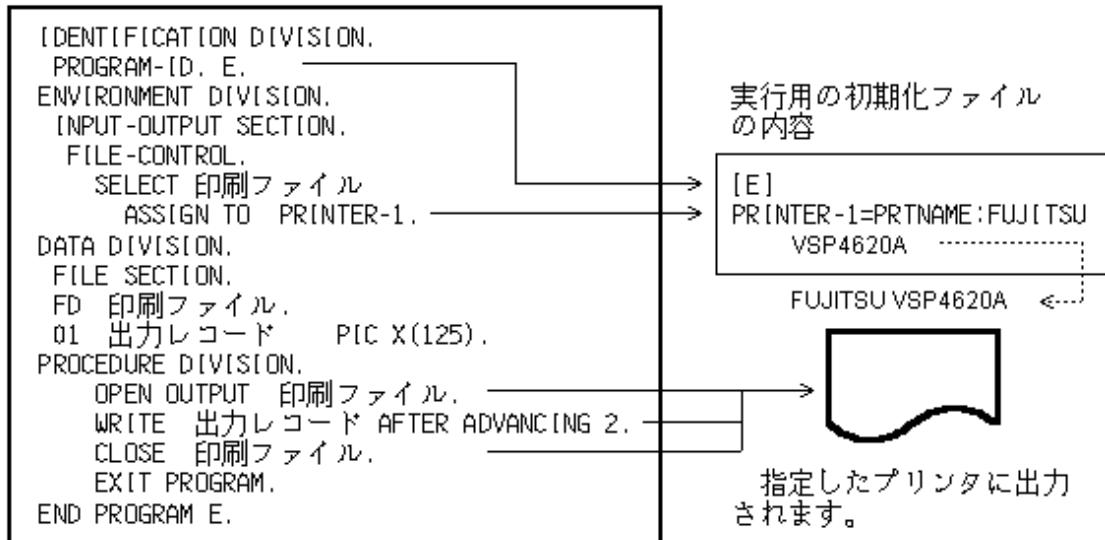 IDENTIFICATION DIVISION.
PROGRAM-ID. E.
ENVIRONMENT DIVISION.
INPUT-OUTPUT SECTION.
FILE-CONTROL.
SELECT 印刷ファイル
ASSIGN TO PRINTER-1.
DATA DIVISION.
FILE SECTION.
FD 印刷ファイル.
01 出力レコード PIC X(125).
PROCEDURE DIVISION.
OPEN OUTPUT 印刷ファイル.
WRITE 出力レコード AFTER ADVANCING 2.
CLOSE 印刷ファイル.
EXIT PROGRAM.
END PROGRAM E.
実行用の初期化ファイル
の内容
[E]
PRINTER-1=PRTNAME:FUJITSU
VSP4620A
FUJITSU VSP4620A
指定したプリンタに出力
されます。